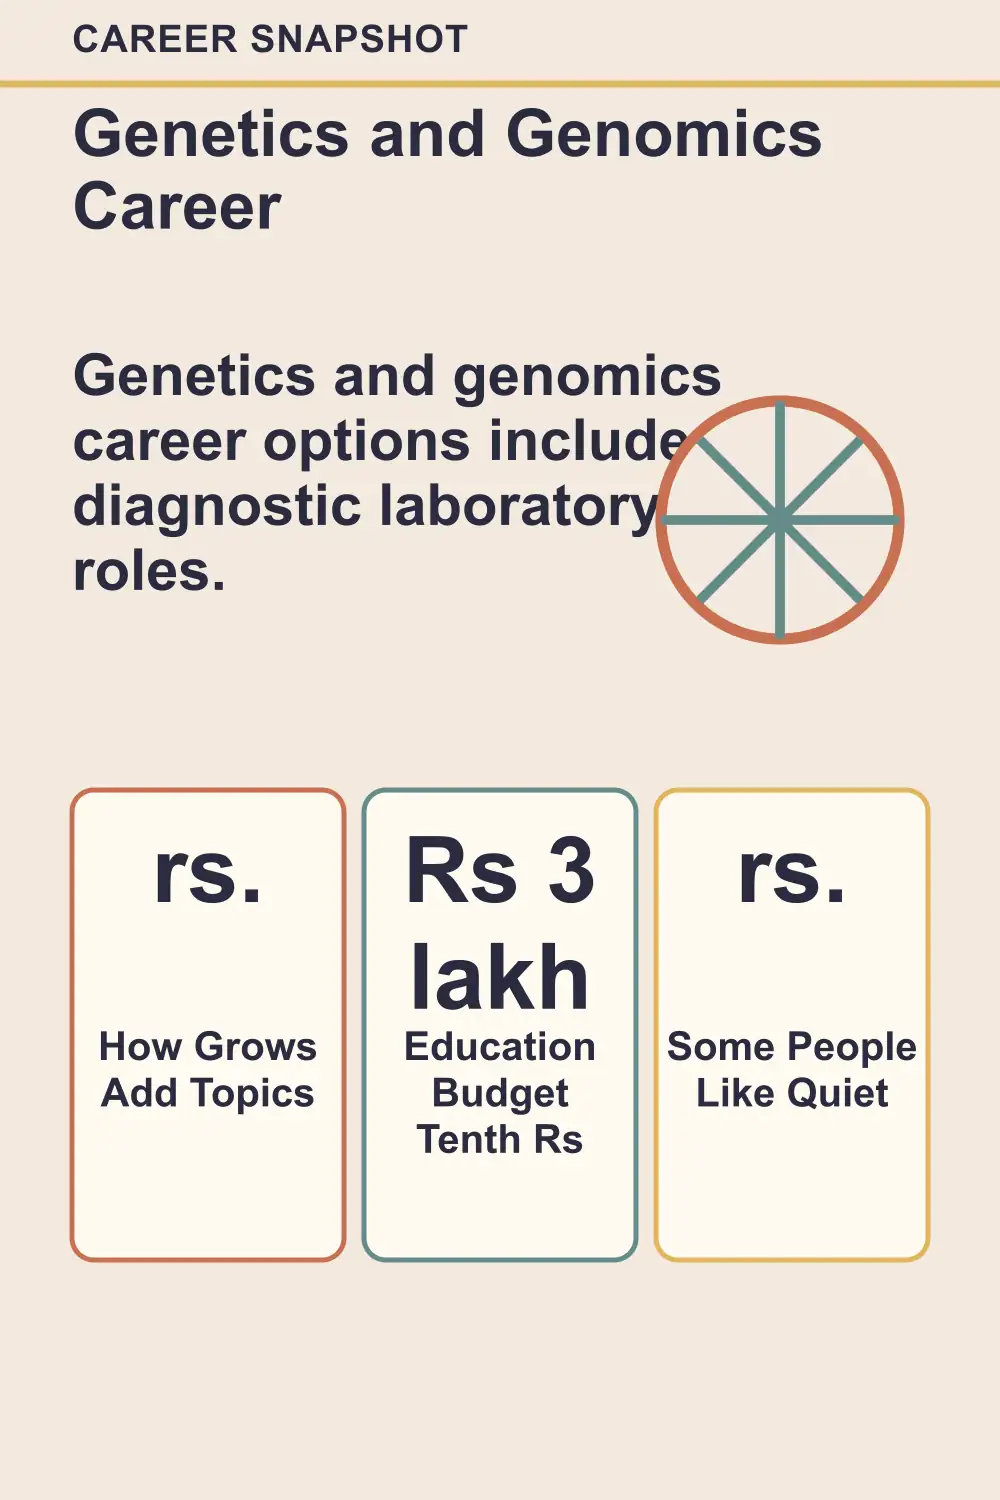 CAREER SNAPSHOT
Genetics and Genomics
Career
Genetics and genomics
career options include
diagnostic laboratory
roles.
rs.
How Grows
Add Topics
Rs 3
lakh
Education
Budget
Tenth Rs
rs.
Some People
Like Quiet